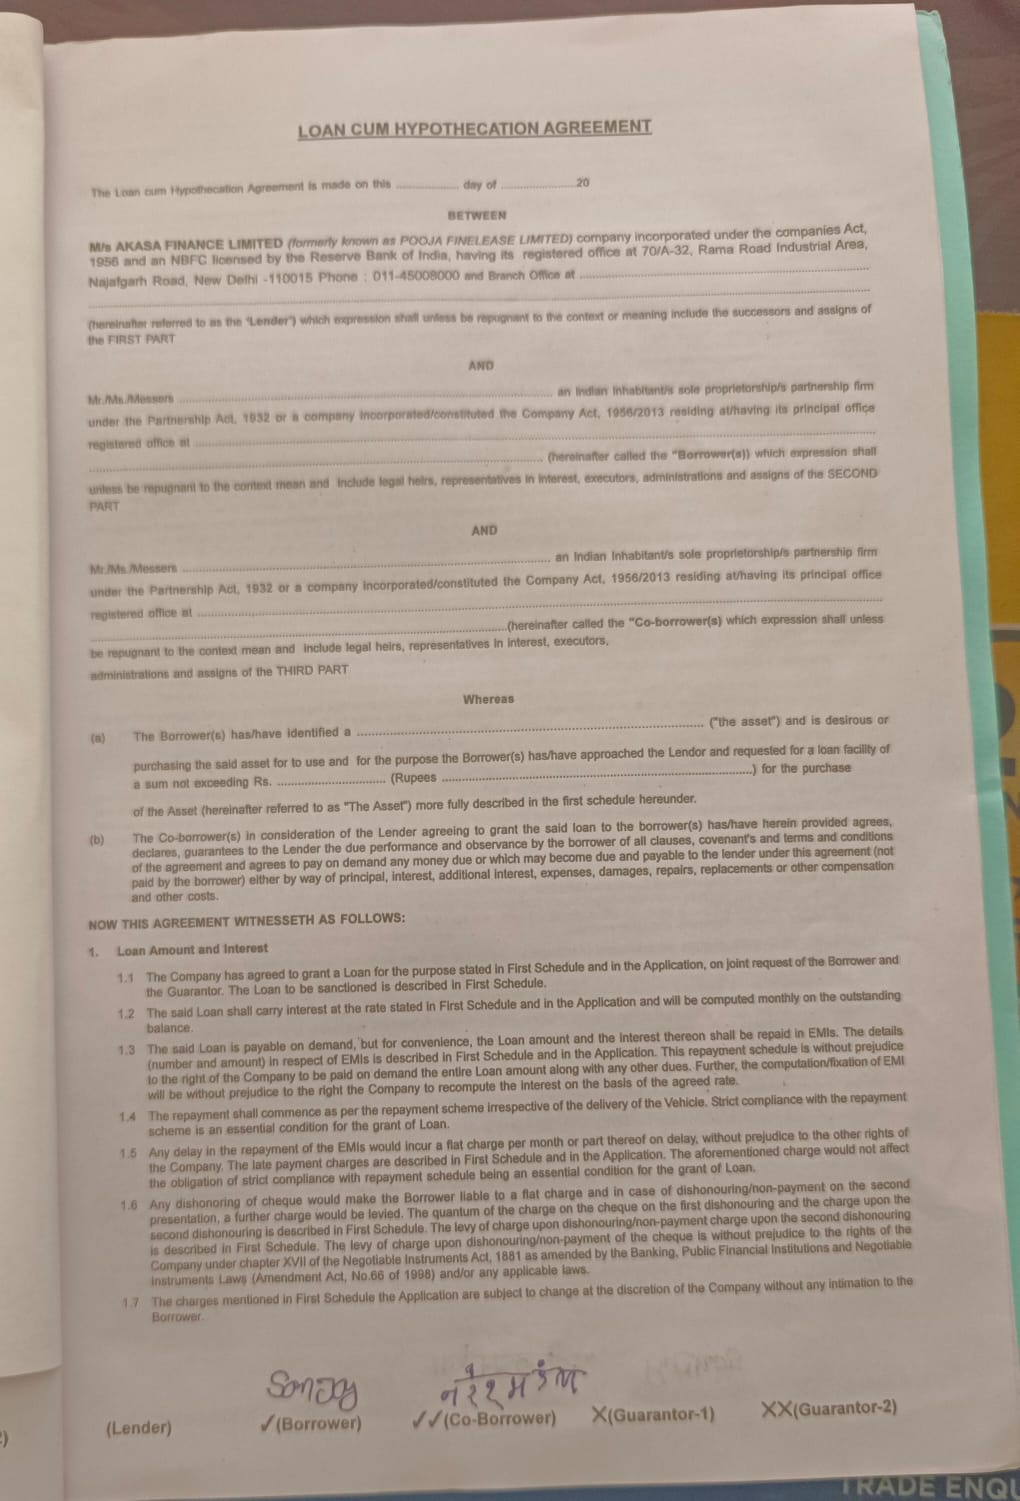 LOAN CUM HYPOTHECATION AGREEMENT
The Loan cum Hypothecation Agreement is made on this .................. day of ......................20
BETWEEN
M/s AKASA FINANCE LIMITED (formerly known as POOJA FINELEASE LIMITED) company incorporated under the companies Act,
1956 and an NBFC licensed by the Reserve Bank of India, having its registered office at 70/A-32, Rama Road Industrial Area,
Najafgarh Road, New Delhi -110015 Phone : 011-45008000 and Branch Office at ..............................
..............................
(hereinafter referred to as the 'Lender') which expression shall unless be repugnant to the context or meaning include the successors and assigns of
the FIRST PART
AND
Mr./Ms./Messers .............................. an Indian Inhabitant/s sole proprietorship/s partnership firm
under the Partnership Act, 1932 or a company incorporated/constituted the Company Act, 1956/2013 residing at/having its principal office
registered office at ..............................
.............................. (hereinafter called the "Borrower(s)) which expression shall
unless be repugnant to the context mean and include legal heirs, representatives in interest, executors, administrations and assigns of the SECOND
PART
AND
Mr./Ms./Messers .............................. an Indian Inhabitant/s sole proprietorship/s partnership firm
under the Partnership Act, 1932 or a company incorporated/constituted the Company Act, 1956/2013 residing at/having its principal office
registered office at ..............................
..............................(hereinafter called the "Co-borrower(s) which expression shall unless
be repugnant to the context mean and include legal heirs, representatives in interest, executors,
administrations and assigns of the THIRD PART
Whereas
(a) The Borrower(s) has/have identified a .............................. ("the asset") and is desirous or
purchasing the said asset for to use and for the purpose the Borrower(s) has/have approached the Lendor and requested for a loan facility of
a sum not exceeding Rs. .............................. (Rupees ..............................) for the purchase
of the Asset (hereinafter referred to as "The Asset") more fully described in the first schedule hereunder.
(b) The Co-borrower(s) in consideration of the Lender agreeing to grant the said loan to the borrower(s) has/have herein provided agrees,
declares, guarantees to the Lender the due performance and observance by the borrower of all clauses, covenant's and terms and conditions
of the agreement and agrees to pay on demand any money due or which may become due and payable to the lender under this agreement (not
paid by the borrower) either by way of principal, interest, additional interest, expenses, damages, repairs, replacements or other compensation
and other costs.
NOW THIS AGREEMENT WITNESSETH AS FOLLOWS:
1. Loan Amount and Interest
1.1 The Company has agreed to grant a Loan for the purpose stated in First Schedule and in the Application, on joint request of the Borrower and
the Guarantor. The Loan to be sanctioned is described in First Schedule.
1.2 The said Loan shall carry interest at the rate stated in First Schedule and in the Application and will be computed monthly on the outstanding
balance.
1.3 The said Loan is payable on demand, but for convenience, the Loan amount and the Interest thereon shall be repaid in EMIs. The details
(number and amount) in respect of EMIs is described in First Schedule and in the Application. This repayment schedule is without prejudice
to the right of the Company to be paid on demand the entire Loan amount along with any other dues. Further, the computation/fixation of EMI
will be without prejudice to the right the Company to recompute the Interest on the basis of the agreed rate.
1.4 The repayment shall commence as per the repayment scheme irrespective of the delivery of the Vehicle. Strict compliance with the repayment
scheme is an essential condition for the grant of Loan.
1.5 Any delay in the repayment of the EMIs would incur a flat charge per month or part thereof on delay, without prejudice to the other rights of
the Company. The late payment charges are described in First Schedule and in the Application. The aforementioned charge would not affect
the obligation of strict compliance with repayment schedule being an essential condition for the grant of Loan.
1.6 Any dishonoring of cheque would make the Borrower liable to a flat charge and in case of dishonouring/non-payment on the second
presentation, a further charge would be levied. The quantum of the charge on the cheque on the first dishonouring and the charge upon the
second dishonouring is described in First Schedule. The levy of charge upon dishonouring/non-payment charge upon the second dishonouring
is described in First Schedule. The levy of charge upon dishonouring/non-payment of the cheque is without prejudice to the rights of the
Company under chapter XVII of the Negotiable Instruments Act, 1881 as amended by the Banking, Public Financial Institutions and Negotiable
Instruments Laws (Amendment Act, No.66 of 1998) and/or any applicable laws.
1.7 The charges mentioned in First Schedule the Application are subject to change at the discretion of the Company without any intimation to the
Borrower.
Sonjoy
(Lender) ✓(Borrower) ✓✓(Co-Borrower) X(Guarantor-1) XX(Guarantor-2)
TRADE ENQU